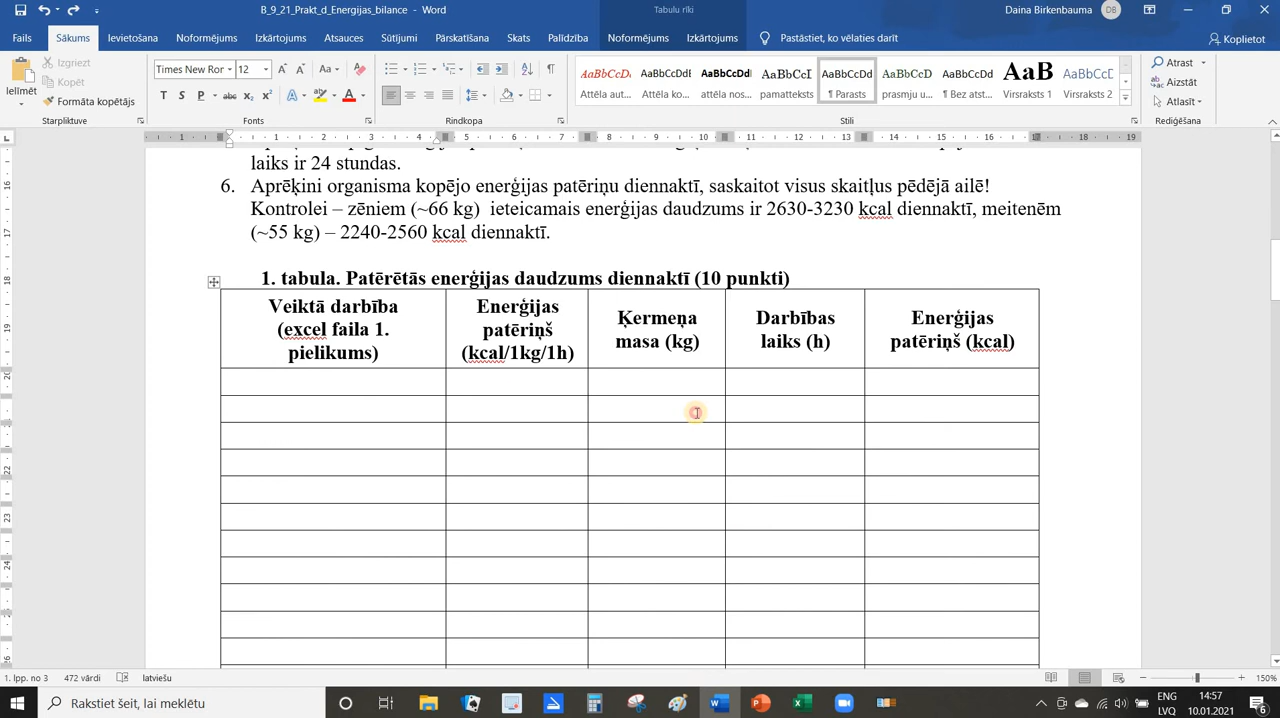 B_9_21_Prakt_d_Energijas_bilance - Word
Tabulu rīki
Daina Birkenbauma
DB
Fails
Sākums
Ievietošana
Noformējums
Izkārtojums
Atsauces
Sūtījumi
Pārskatīšana
Skats
Palīdzība
Noformējums
Izkārtojums
Pastāstiet, ko vēlaties darīt
Koplietot
Ielīmēt
Izgriezt
Kopēt
Formāta kopētājs
Starpliktuve
Times New Ror
12
Fonts
Rindkopa
AaBbCcDı
Attēla aut...
AaBbCcDdE
Attēla ko...
AaBbCcDdI
attēla nos...
AaBbCcI
pamatteksts
AaBbCcDd
¶ Parasts
AaBbCcDd
prasmju u...
AaBbCcDd
¶ Bez atst...
AaB
Virsraksts 1
AaBbCcI
Virsraksts 2
Stili
Atrast
Aizstāt
Atlasīt
Rediģēšana
laiks ir 24 stundas.
6. Aprēķini organisma kopējo enerģijas patēriņu diennaktī, saskaitot visus skaitļus pēdējā ailē!
Kontrolei – zēniem (~66 kg) ieteicamais enerģijas daudzums ir 2630-3230 kcal diennaktī, meitenēm
(~55 kg) – 2240-2560 kcal diennaktī.
1. tabula. Patērētās enerģijas daudzums diennaktī (10 punkti)
Veiktā darbība
(excel faila 1.
pielikums)
Enerģijas
patēriņš
(kcal/1kg/1h)
Ķermeņa
masa (kg)
Darbības
laiks (h)
Enerģijas
patēriņš (kcal)
1. lpp. no 3
472 vārdi
latviešu
150%
Rakstiet šeit, lai meklētu
ENG
LVQ
14:57
10.01.2021
6